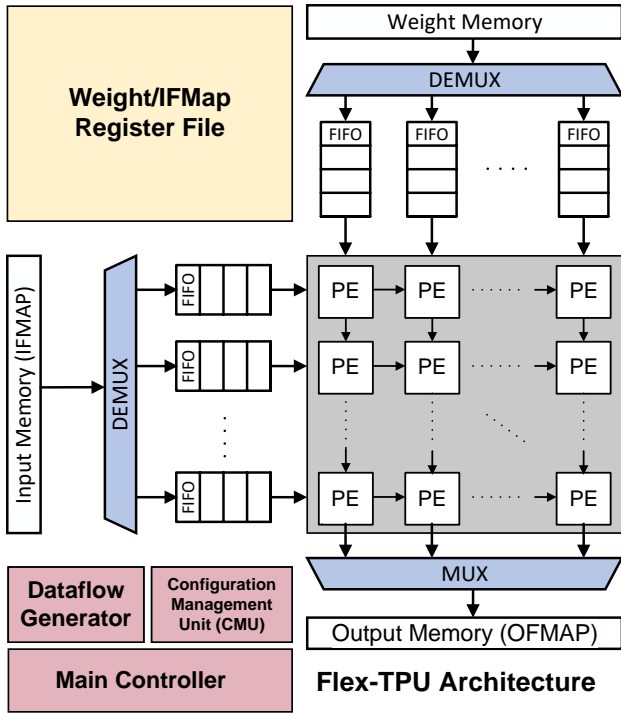 Weight Memory
DEMUX
Weight/IFMap
Register File
FIFO
FIFO
FIFO
Input Memory (IFMAP)
DEMUX
FIFO
FIFO
FIFO
PE
PE
PE
PE
PE
PE
PE
PE
PE
MUX
Output Memory (OFMAP)
Dataflow
Generator
Configuration
Management
Unit (CMU)
Main Controller
Flex-TPU Architecture